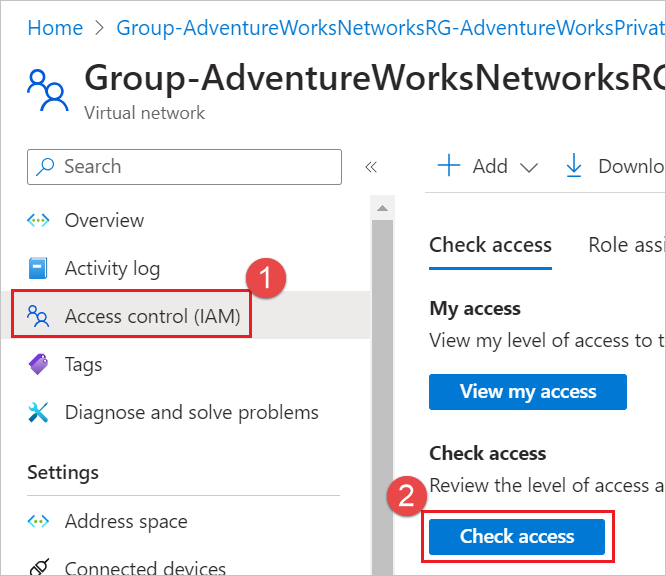 Home > Group-AdventureWorksNetworksRG-AdventureWorksPrivat
Group-AdventureWorksNetworksRG
Virtual network
Search
«
Add
Downlo
Overview
Activity log
1
Access control (IAM)
Tags
Diagnose and solve problems
Settings
Address space
Connected devices
Check access
Role assi
My access
View my level of access to t
View my access
Check access
Review the level of access a
2
Check access